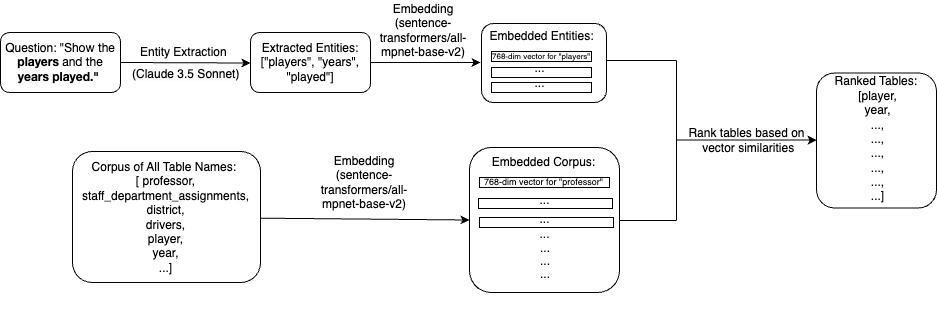 Question: "Show the
players and the
years played."
Entity Extraction
(Claude 3.5 Sonnet)
Extracted Entities:
["players", "years",
"played"]
Embedding
(sentence-
transformers/all-
mpnet-base-v2)
Embedded Entities:
768-dim vector for "players"
...
...
Corpus of All Table Names:
[ professor,
staff_department_assignments,
district,
drivers,
player,
year,
...]
Embedding
(sentence-
transformers/all-
mpnet-base-v2)
Embedded Corpus:
768-dim vector for "professor"
...
...
...
...
...
...
Rank tables based on
vector similarities
Ranked Tables:
[player,
year,
...,
...,
...,
...,
...,
...]